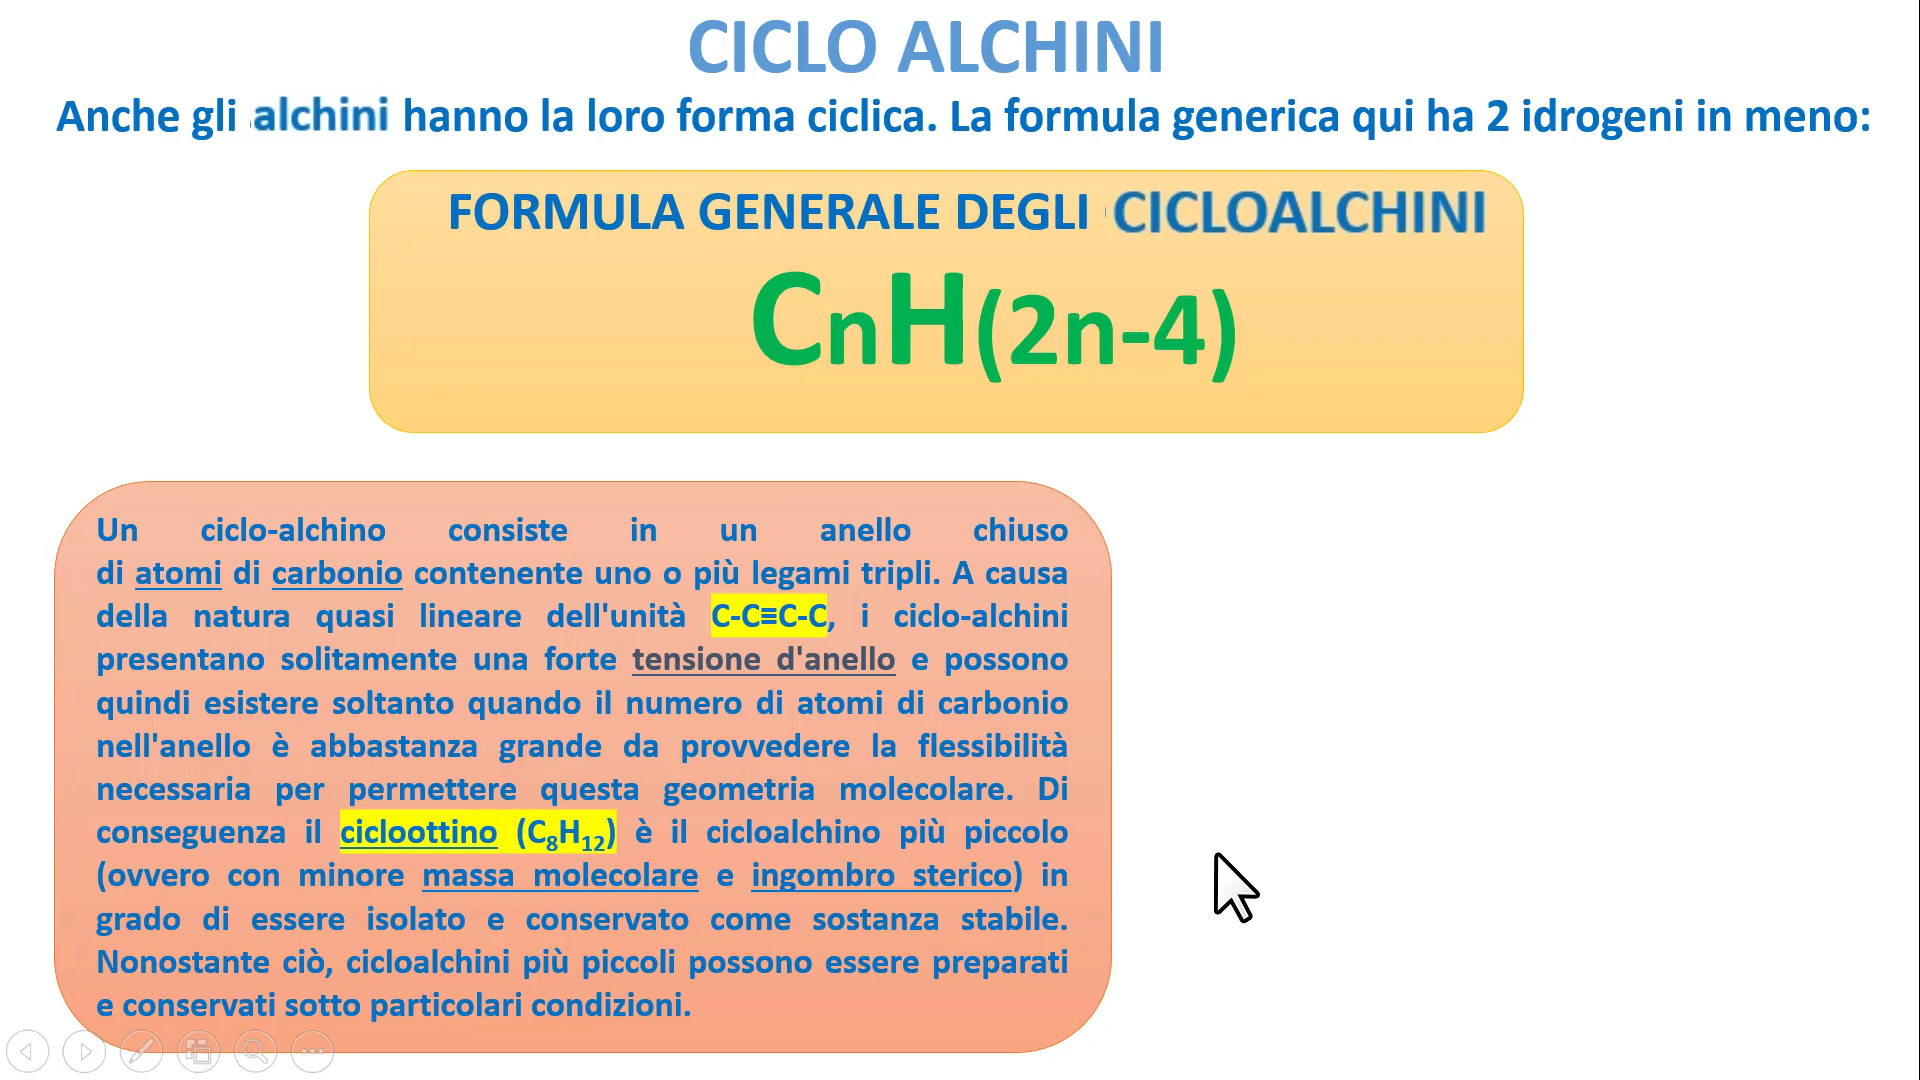 CICLO ALCHINI
Anche gli alchini hanno la loro forma ciclica. La formula generica qui ha 2 idrogeni in meno:
FORMULA GENERALE DEGLI CICLOALCHINI
CnH(2n-4)
Un ciclo-alchino consiste in un anello chiuso
di atomi di carbonio contenente uno o più legami tripli. A causa
della natura quasi lineare dell'unità C-C≡C-C, i ciclo-alchini
presentano solitamente una forte tensione d'anello e possono
quindi esistere soltanto quando il numero di atomi di carbonio
nell'anello è abbastanza grande da provvedere la flessibilità
necessaria per permettere questa geometria molecolare. Di
conseguenza il cicloottino (C₈H₁₂) è il cicloalchino più piccolo
(ovvero con minore massa molecolare e ingombro sterico) in
grado di essere isolato e conservato come sostanza stabile.
Nonostante ciò, cicloalchini più piccoli possono essere preparati
e conservati sotto particolari condizioni.